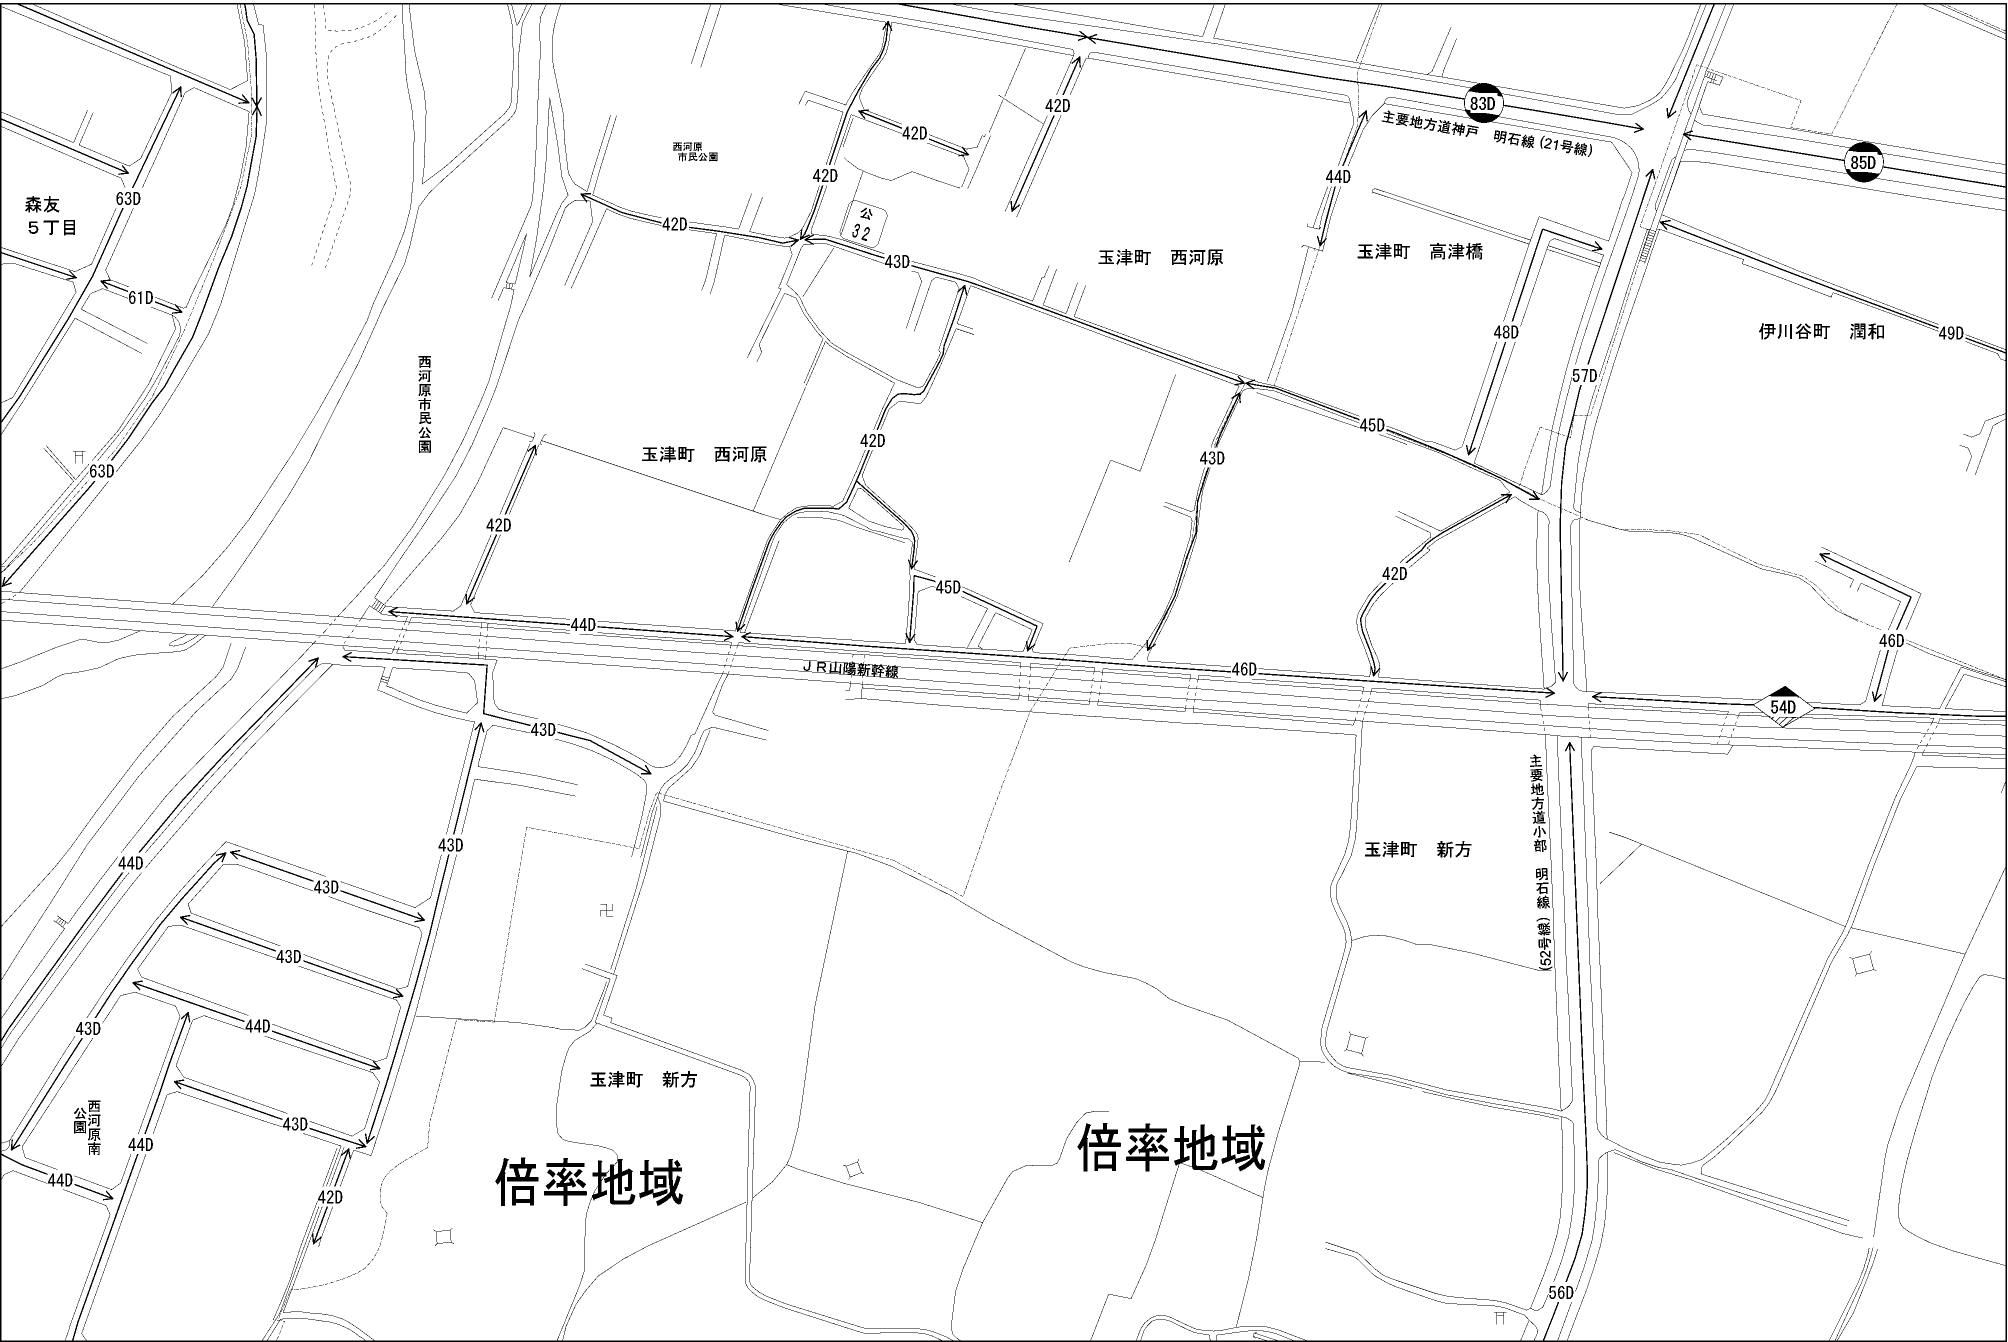 83D
主要地方道神戸　明石線(21号線)
85D
42D
42D
42D
西河原
市民公園
42D
44D
63D
森友
５丁目
公
32
42D
43D
玉津町　西河原
玉津町　高津橋
61D
48D
伊川谷町　潤和
49D
57D
西河原市民公園
45D
42D
玉津町　西河原
43D
63D
42D
42D
45D
44D
46D
46D
ＪＲ山陽新幹線
54D
43D
主要地方道小部　明石線(52号線)
43D
玉津町　新方
44D
43D
43D
43D
44D
玉津町　新方
西河原南
公園
43D
44D
倍率地域
倍率地域
44D
42D
56D